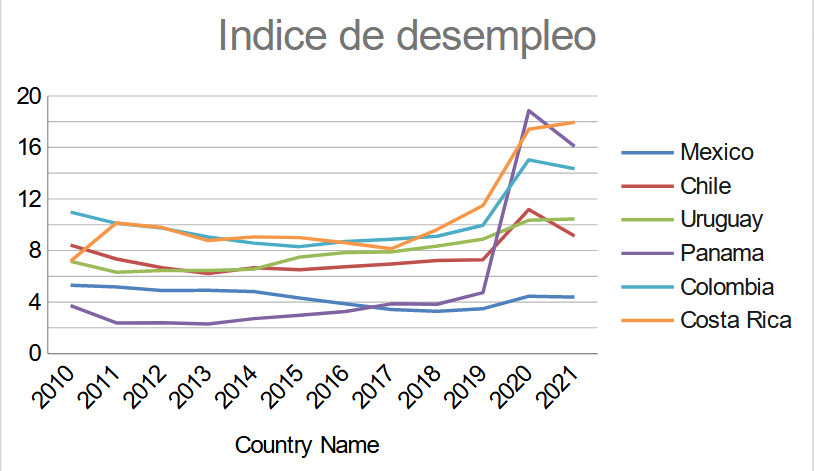 Indice de desempleo
20
16
12
8
4
0
2010 2011 2012 2013 2014 2015 2016 2017 2018 2019 2020 2021
Country Name
Mexico
Chile
Uruguay
Panama
Colombia
Costa Rica